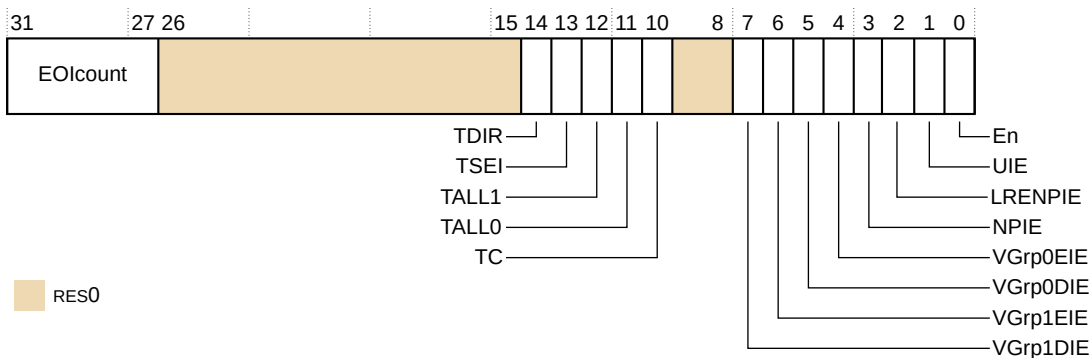 31 27 26 15 14 13 12 11 10 8 7 6 5 4 3 2 1 0
EOIcount
TDIR En
TSEI UIE
TALL1 LRENPIE
TALL0 NPIE
TC VGrp0EIE
VGrp0DIE
RES0
VGrp1EIE
VGrp1DIE